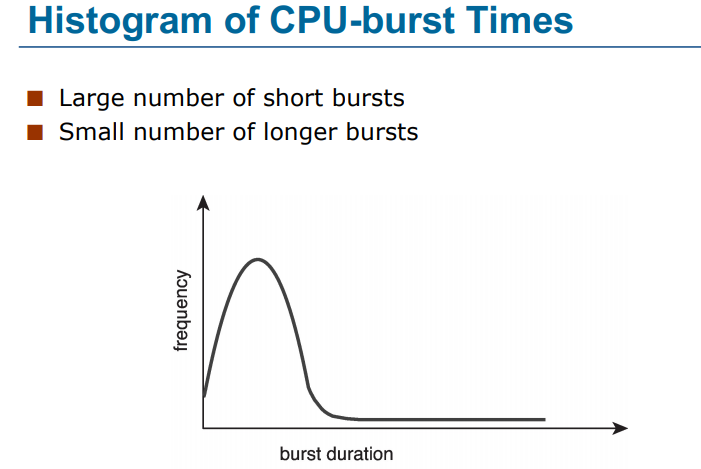 Histogram of CPU-burst Times
Large number of short bursts
Small number of longer bursts
frequency
burst duration